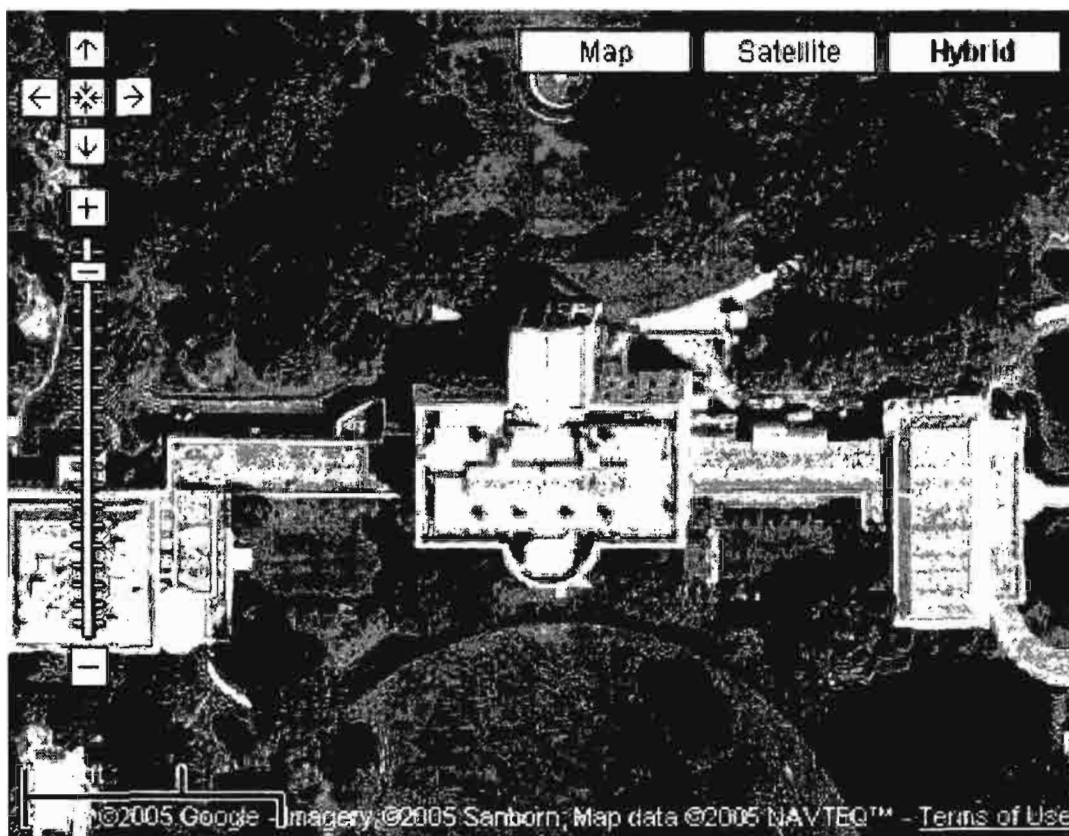 Map Satellite Hybrid
©2005 Google - Imagery ©2005 Sanborn, Map data ©2005 NAVTEQ™ - Terms of Use